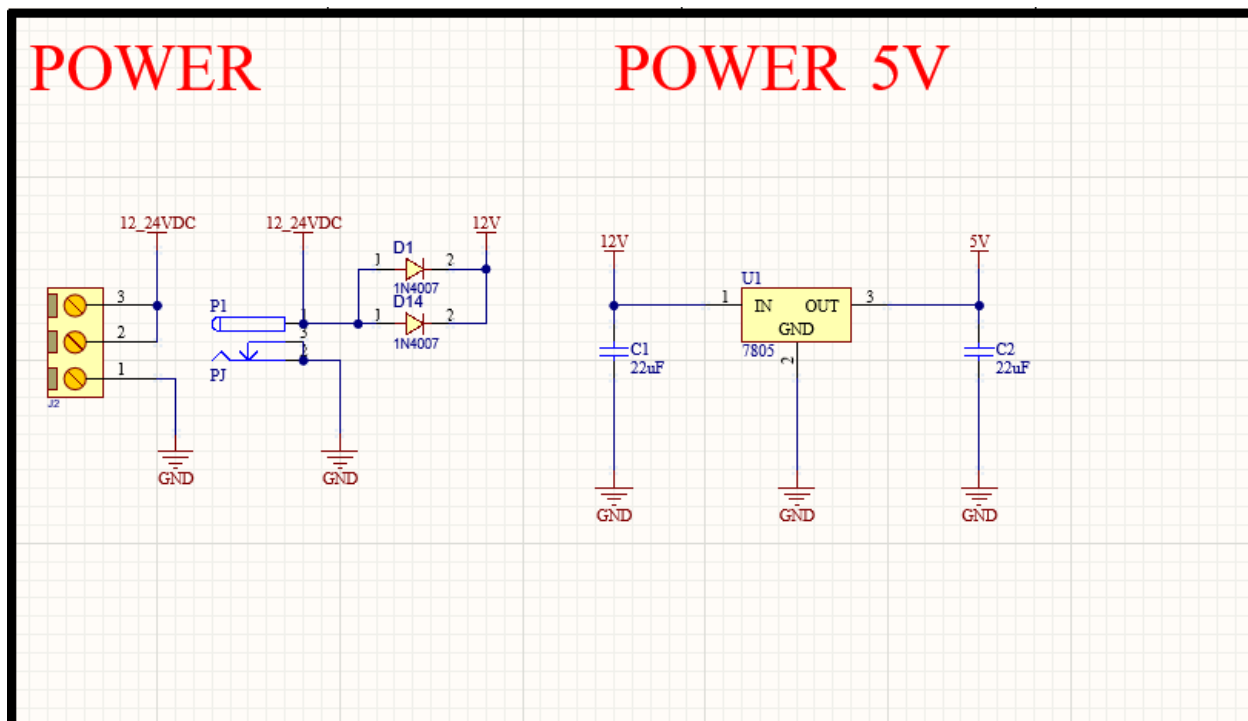 POWER
POWER 5V
12_24VDC
12_24VDC
12V
3
2
1
J2
GND
P1
PJ
1
3
GND
D1
1
2
1N4007
D14
1
2
1N4007
12V
C1
22uF
GND
U1
1
IN
OUT
3
GND
7805
2
GND
5V
C2
22uF
GND